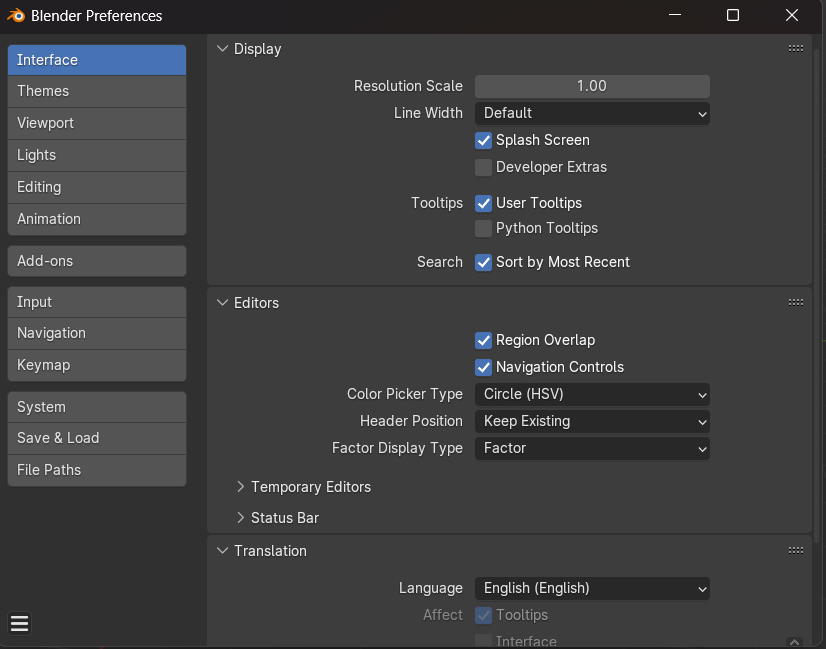 Blender Preferences
Interface
Themes
Viewport
Lights
Editing
Animation
Add-ons
Input
Navigation
Keymap
System
Save & Load
File Paths
Display
Resolution Scale 1.00
Line Width Default
Splash Screen
Developer Extras
Tooltips User Tooltips
Python Tooltips
Search Sort by Most Recent
Editors
Region Overlap
Navigation Controls
Color Picker Type Circle (HSV)
Header Position Keep Existing
Factor Display Type Factor
Temporary Editors
Status Bar
Translation
Language English (English)
Affect Tooltips
Interface